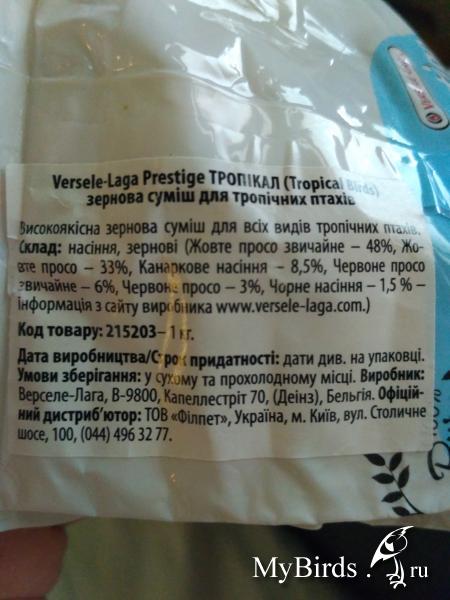 Versele-Laga Prestige ТРОПІКАЛ (Tropical Birds)
зернова суміш для тропічних птахів
Високоякісна зернова суміш для всіх видів тропічних птахів.
Склад: насіння, зернові (Жовте просо звичайне – 48%, Жо-
вте просо – 33%, Канаркове насіння – 8,5%, Червоне просо
звичайне – 6%, Червоне просо – 3%, Чорне насіння – 1,5 % –
інформація з сайту виробника www.versele-laga.com.)
Код товару: 215203– 1 кг.
Дата виробництва/Строк придатності: дати див. на упаковці.
Умови зберігання: у сухому та прохолодному місці. Виробник:
Верселе-Лага, В-9800, Капеллестріт 70, (Деінз), Бельгія. Офіцій-
ний дистриб'ютор: ТОВ «Філпет», Україна, м. Київ, вул. Столичне
шосе, 100, (044) 496 32 77.
100%
MyBirds.ru